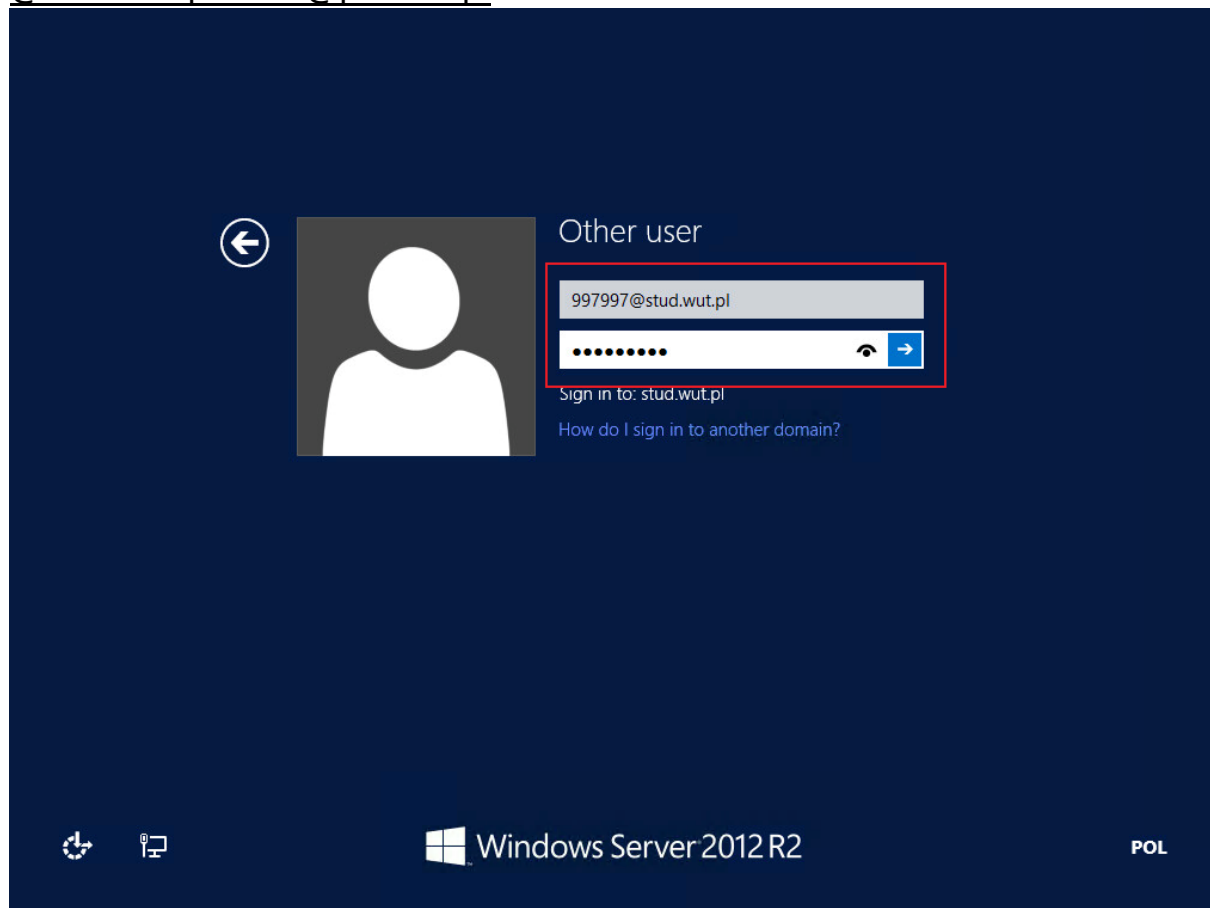 Other user
997997@stud.wut.pl
Sign in to: stud.wut.pl
How do I sign in to another domain?
Windows Server 2012 R2
POL